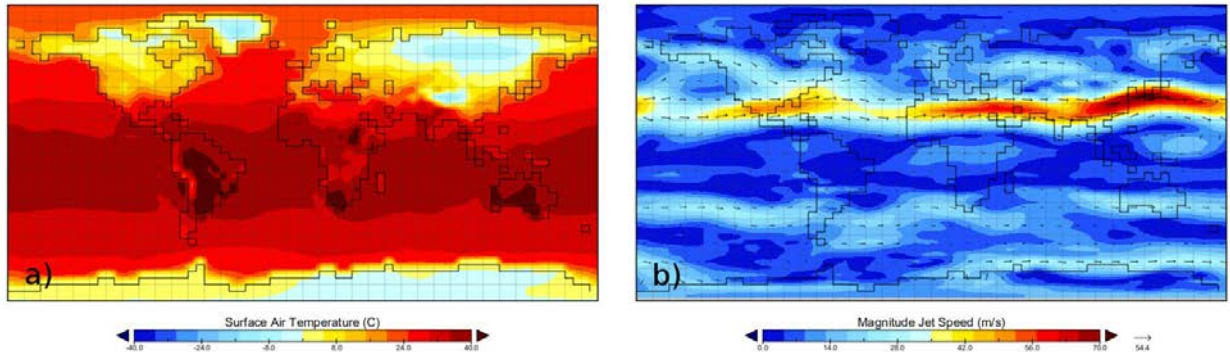 a)
b)
Surface Air Temperature (C)
-40.0 -24.0 -8.0 8.0 24.0 40.0
Magnitude Jet Speed (m/s)
0.0 14.0 28.0 42.0 56.0 70.0 54.4